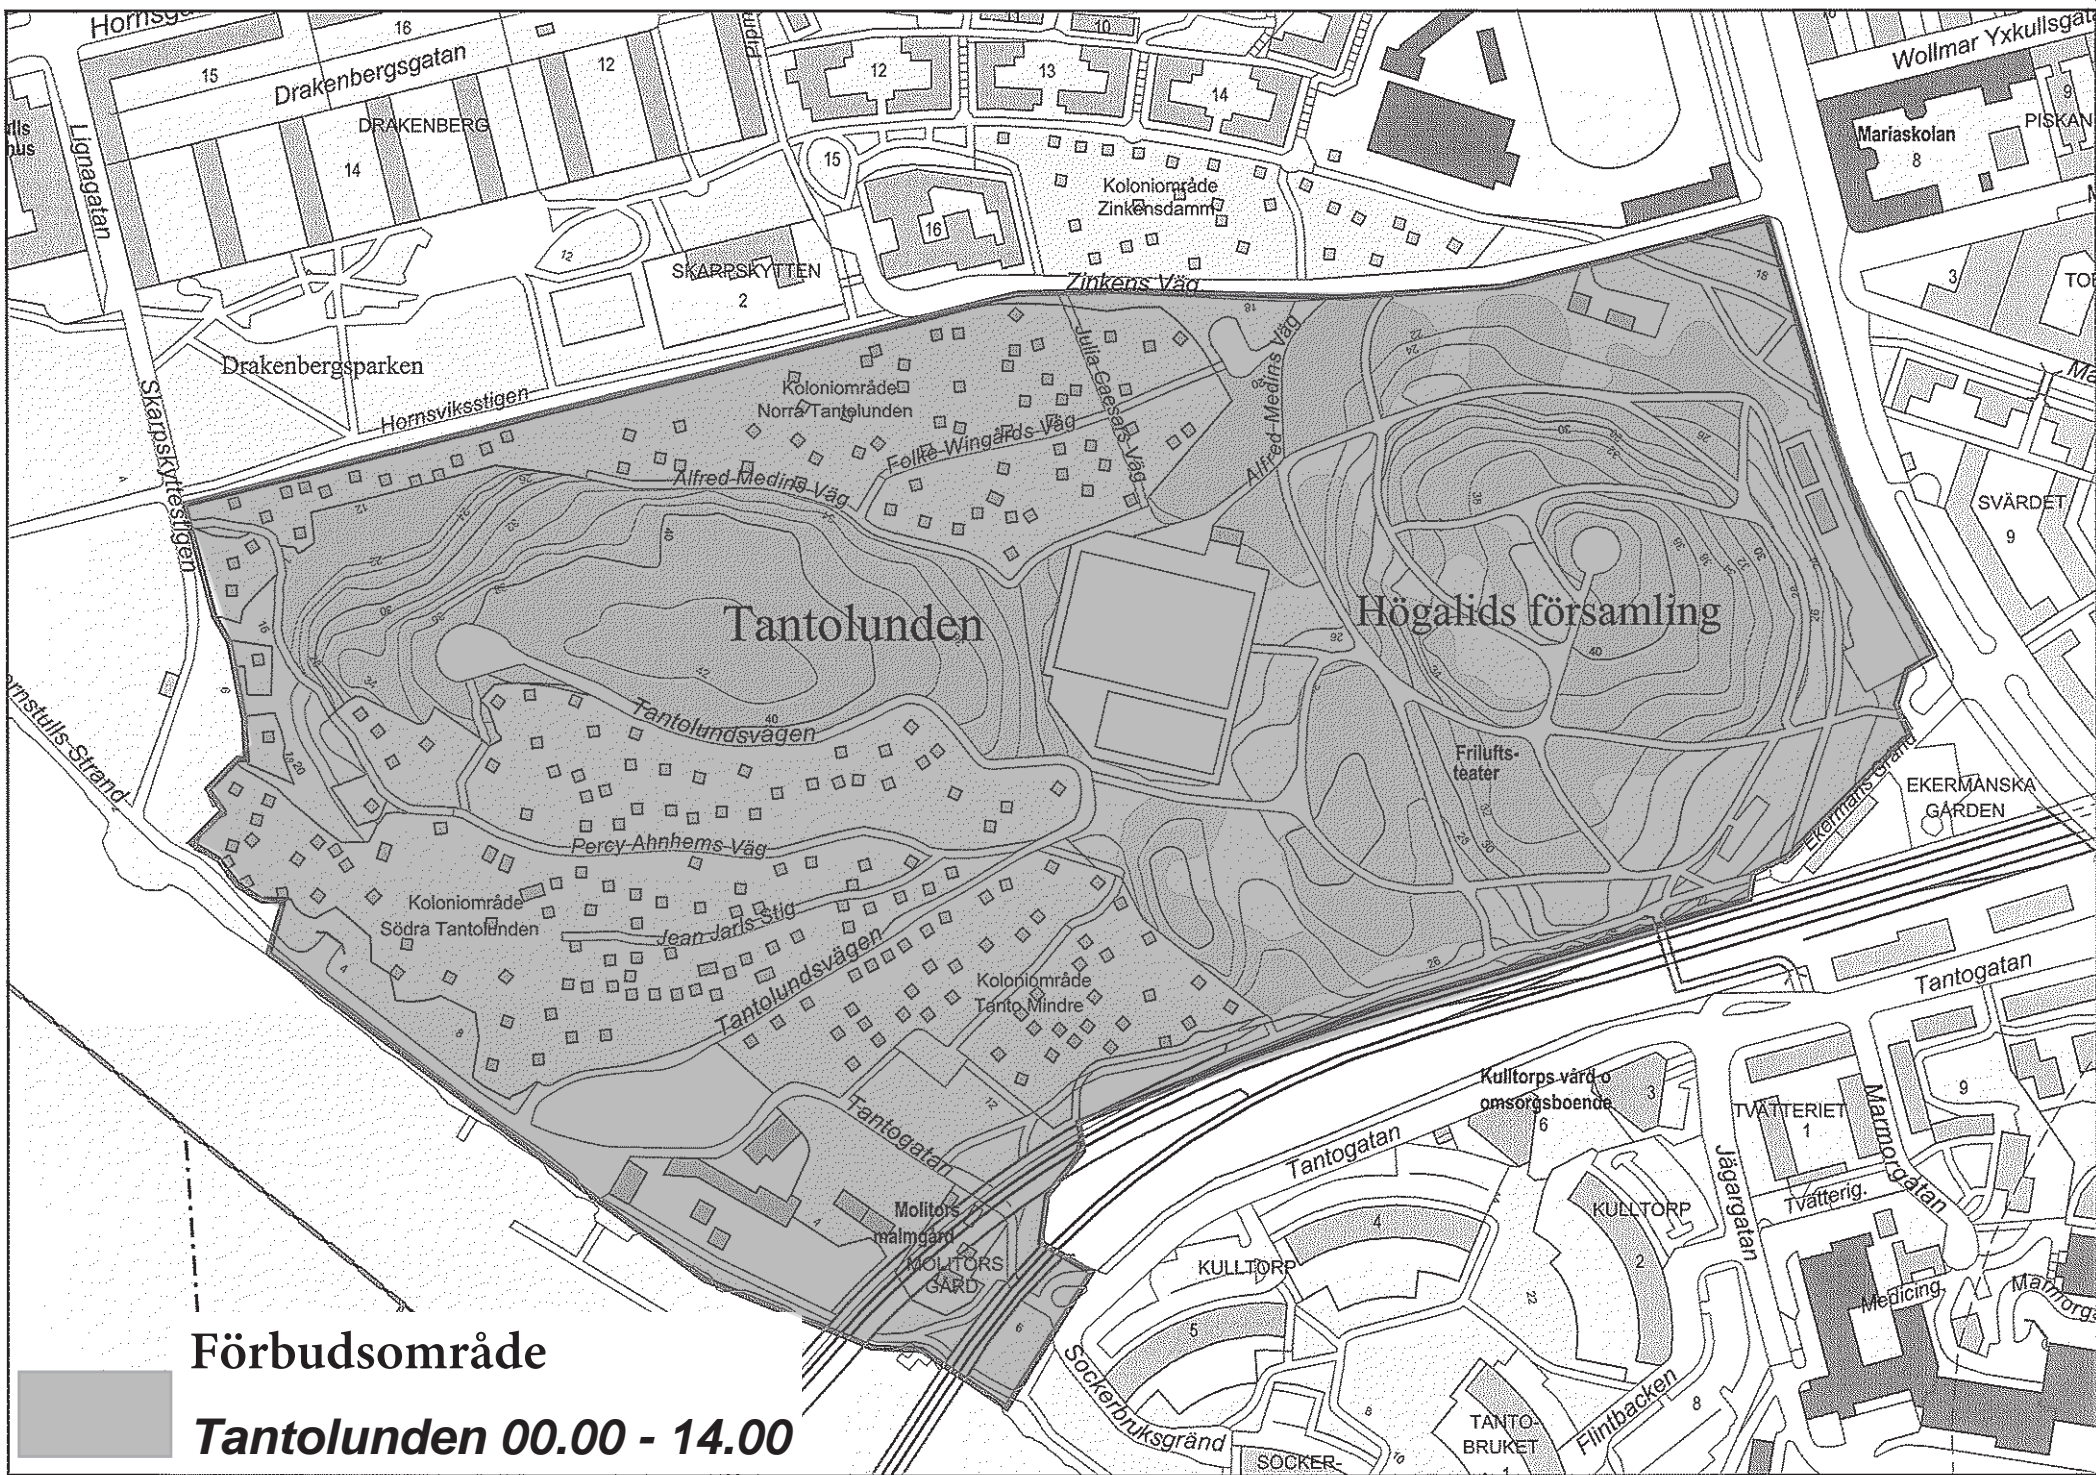 16
15
Drakenbergsgatan
12
DRAKENBERG
14
Lignagatan
10
12
13
14
15
16
Koloniområde
Zinkensdamm
Wollmar Yxkullsgat
9
PISKAN
Mariaskolan
8
3
SKARPSKYTTEN
2
12
Zinkens Väg
Drakenbergsparken
Hornsviksstigen
Skarpskyttestigen
Koloniområde
Norra Tantolunden
Julia Caesars Väg
Folke Wingårds Väg
Alfred Medins Väg
Alfred Medins Väg
SVÄRDET
9
Tantolunden
Högalids församling
Tantolundsvägen
Frilufts-
teater
EKERMANSKA
GÅRDEN
Ekermans Gränd
Percy Ahnhems Väg
Koloniområde
Södra Tantolunden
Jean Jarls Stig
Tantolundsvägen
Koloniområde
Tanto Mindre
Tantogatan
Kulltorps vård o
omsorgsboende
6
3
TVÄTTERIET
1
9
Marmorgatan
Tantogatan
Jägargatan
Tvätterig.
Tantogatan
Molitors
malmgård
MOLITORS
GÅRD
6
KULLTORP
4
KULLTORP
2
Medicing.
22
5
Sockerbruksgränd
TANTO-
BRUKET
1
Flintbacken
8
SOCKER-
Förbudsområde
Tantolunden 00.00 - 14.00